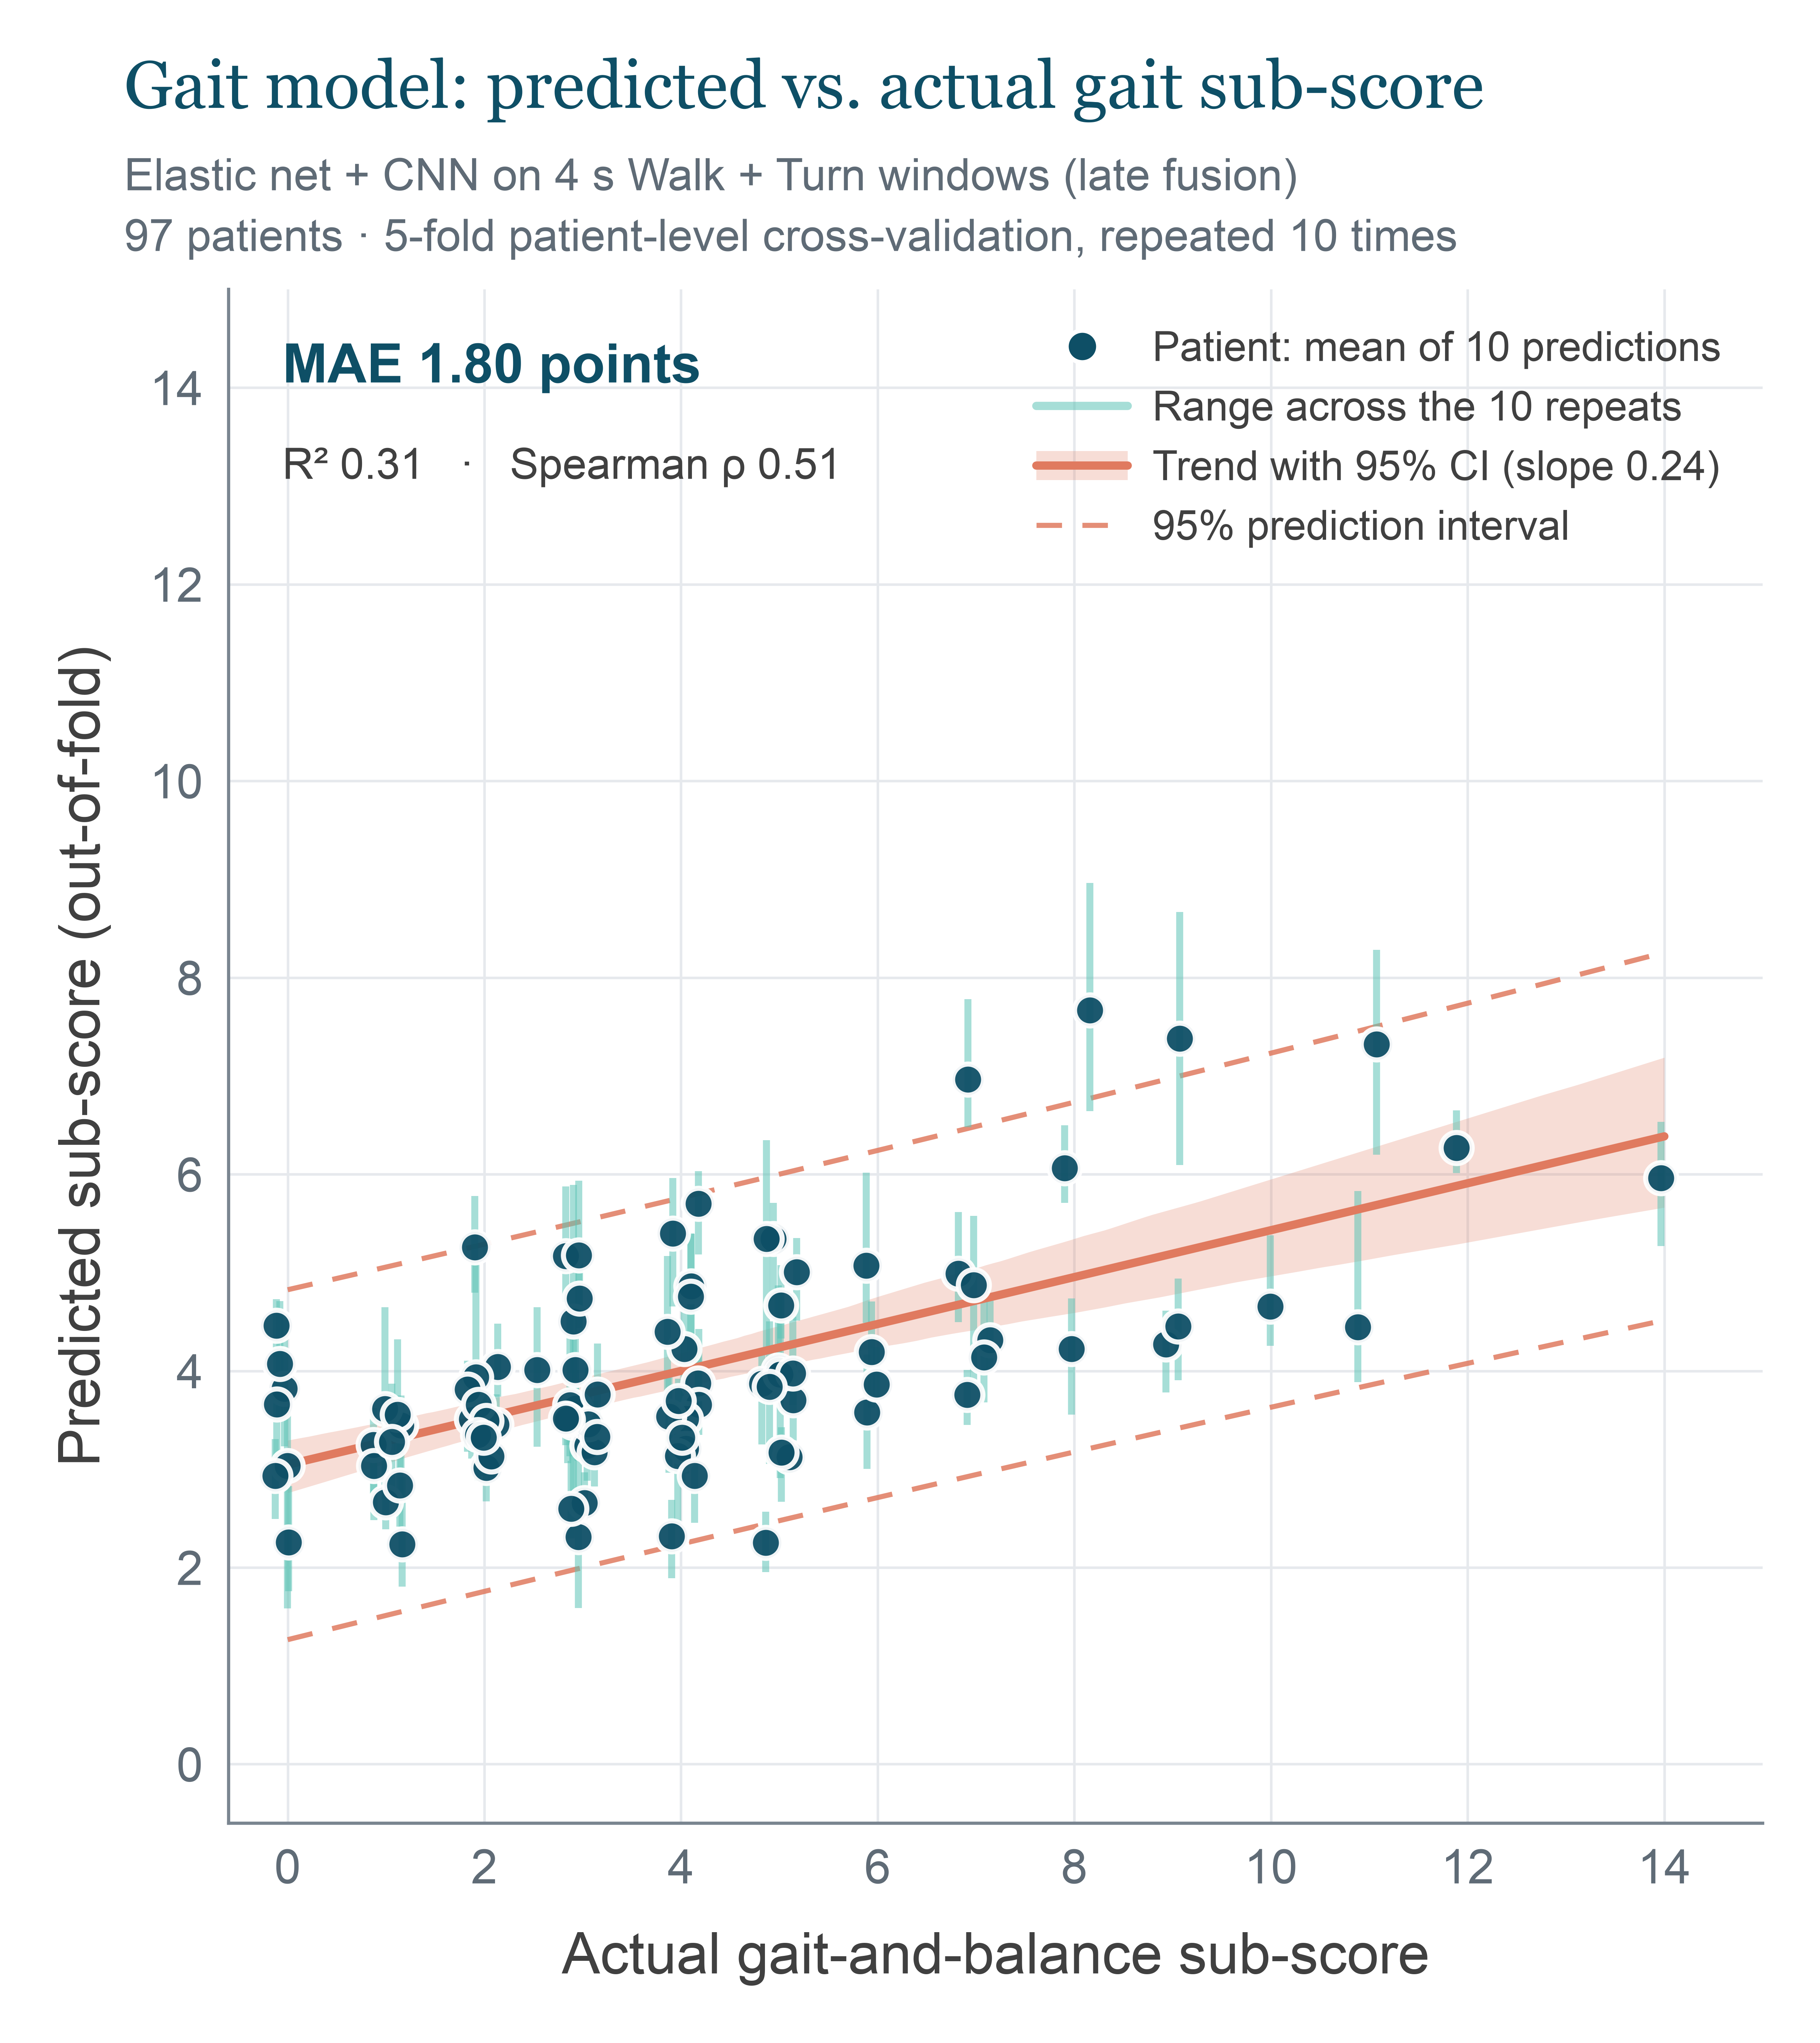 Gait model: predicted vs. actual gait sub-score
Elastic net + CNN on 4 s Walk + Turn windows (late fusion)
97 patients · 5-fold patient-level cross-validation, repeated 10 times
MAE 1.80 points
R² 0.31 · Spearman ρ 0.51
Patient: mean of 10 predictions
Range across the 10 repeats
Trend with 95% CI (slope 0.24)
95% prediction interval
Predicted sub-score (out-of-fold)
14
12
10
8
6
4
2
0
0 2 4 6 8 10 12 14
Actual gait-and-balance sub-score